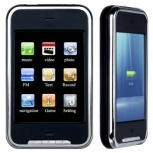 music video photo
FM Text Record
navigation Game Setting